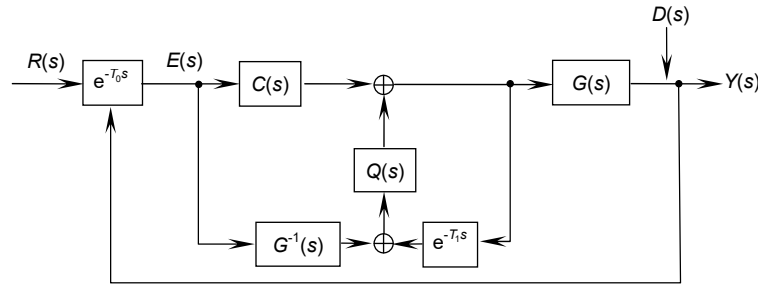 D(s)
R(s)
e^{-T_0 s}
E(s)
C(s)
G(s)
Y(s)
Q(s)
G^{-1}(s)
e^{-T_1 s}